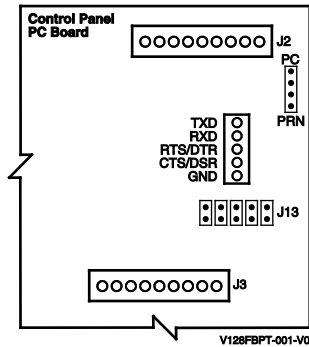 Control Panel
PC Board
J2
PC
PRN
TXD
RXD
RTS/DTR
CTS/DSR
GND
J13
J3
V128FBPT-001-V0